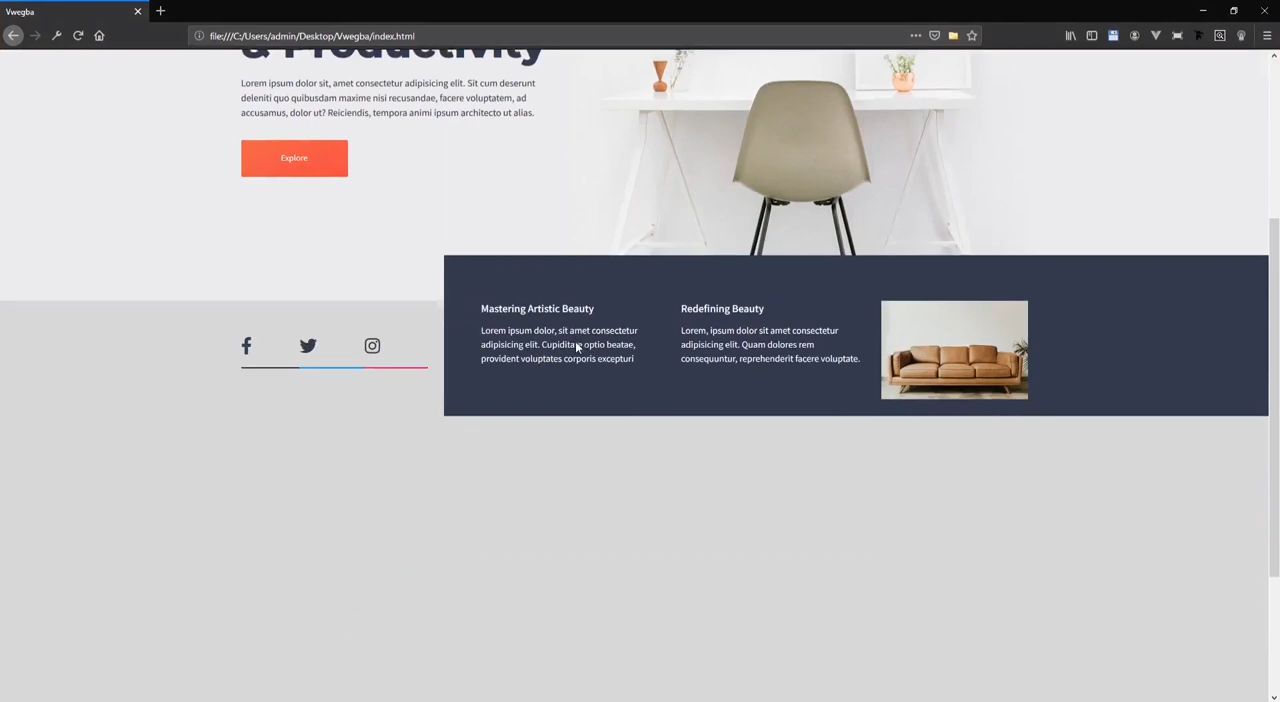 Vwegba
file:///C:/Users/admin/Desktop/Vwegba/index.html
& Productivity
Lorem ipsum dolor sit, amet consectetur adipisicing elit. Sit cum deserunt
deleniti quo quibusdam maxime nisi recusandae, facere voluptatem, ad
accusamus, dolor ut? Reiciendis, tempora animi ipsum architecto ut alias.
Explore
Mastering Artistic Beauty
Lorem ipsum dolor, sit amet consectetur
adipisicing elit. Cupiditate optio beatae,
provident voluptates corporis excepturi
Redefining Beauty
Lorem, ipsum dolor sit amet consectetur
adipisicing elit. Quam dolores rem
consequuntur, reprehenderit facere voluptate.